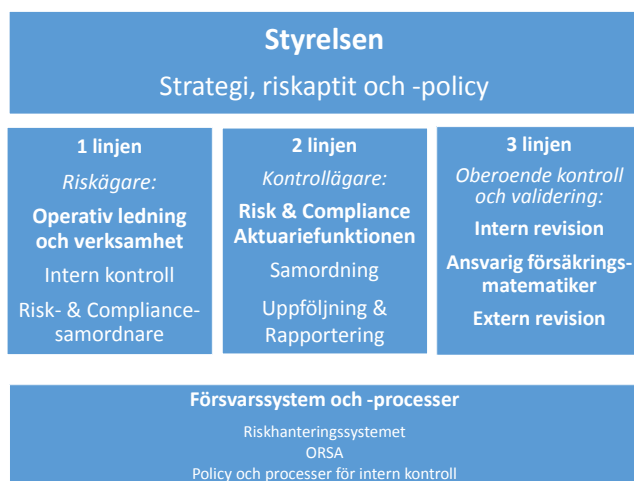 Styrelsen
Strategi, riskaptit och -policy
1 linjen
Riskägare:
Operativ ledning
och verksamhet
Intern kontroll
Risk- & Compliance-
samordnare
2 linjen
Kontrollägare:
Risk & Compliance
Aktuariefunktionen
Samordning
Uppföljning &
Rapportering
3 linjen
Oberoende kontroll
och validering:
Intern revision
Ansvarig försäkrings-
matematiker
Extern revision
Försvarssystem och -processer
Riskhanteringssystemet
ORSA
Policy och processer för intern kontroll